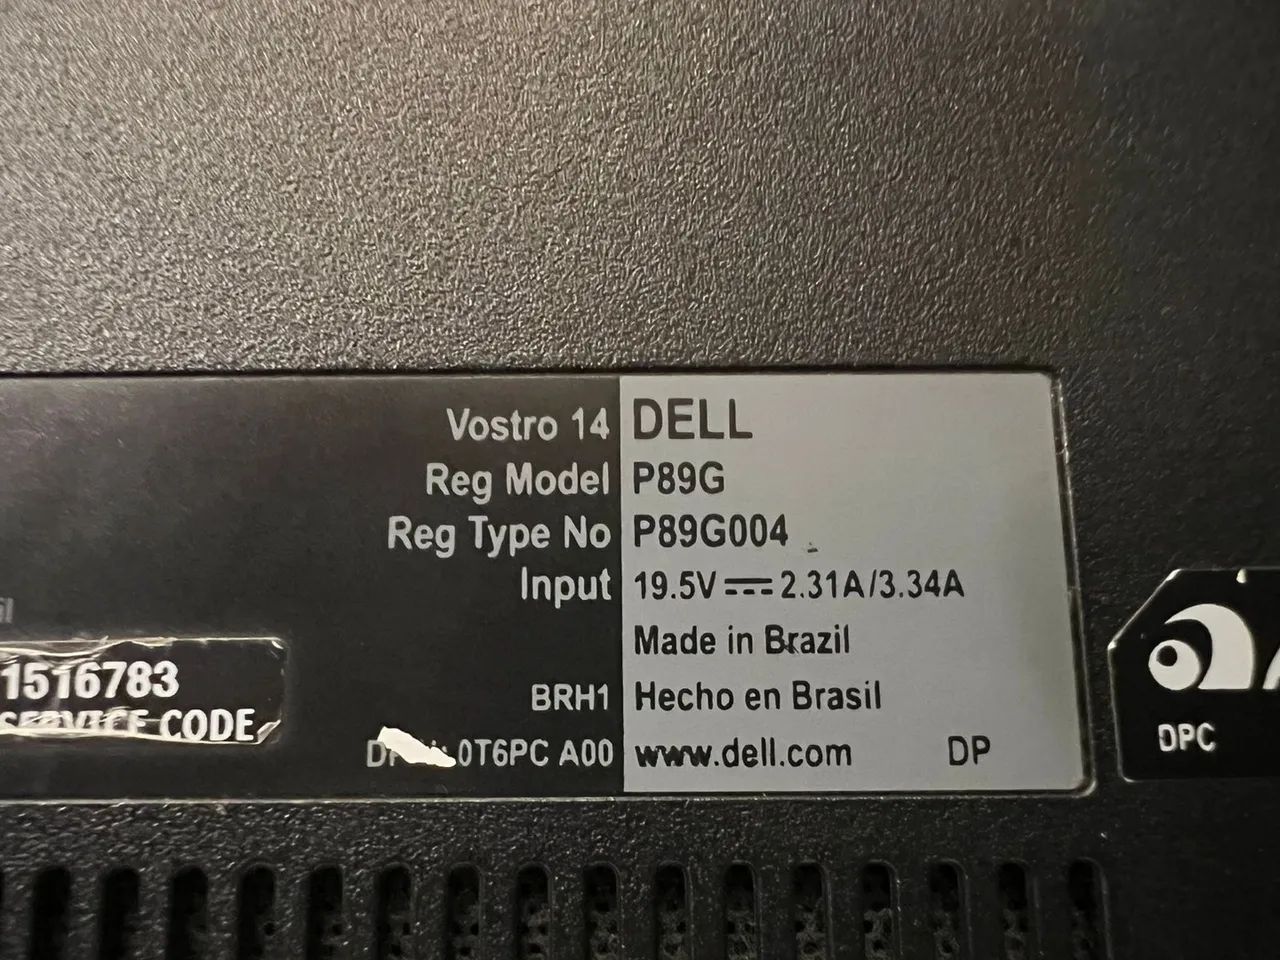 Vostro 14 DELL
Reg Model P89G
Reg Type No P89G004
Input 19.5V⎓2.31A/3.34A
Made in Brazil
BRH1 Hecho en Brasil
0T6PC A00 www.dell.com DP
1516783
SERVICE CODE
DPC